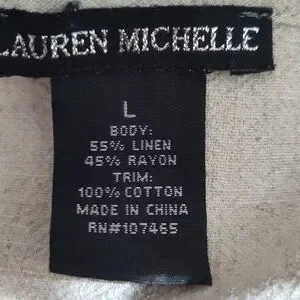 LAUREN MICHELLE
L
BODY:
55% LINEN
45% RAYON
TRIM:
100% COTTON
MADE IN CHINA
RN#107465